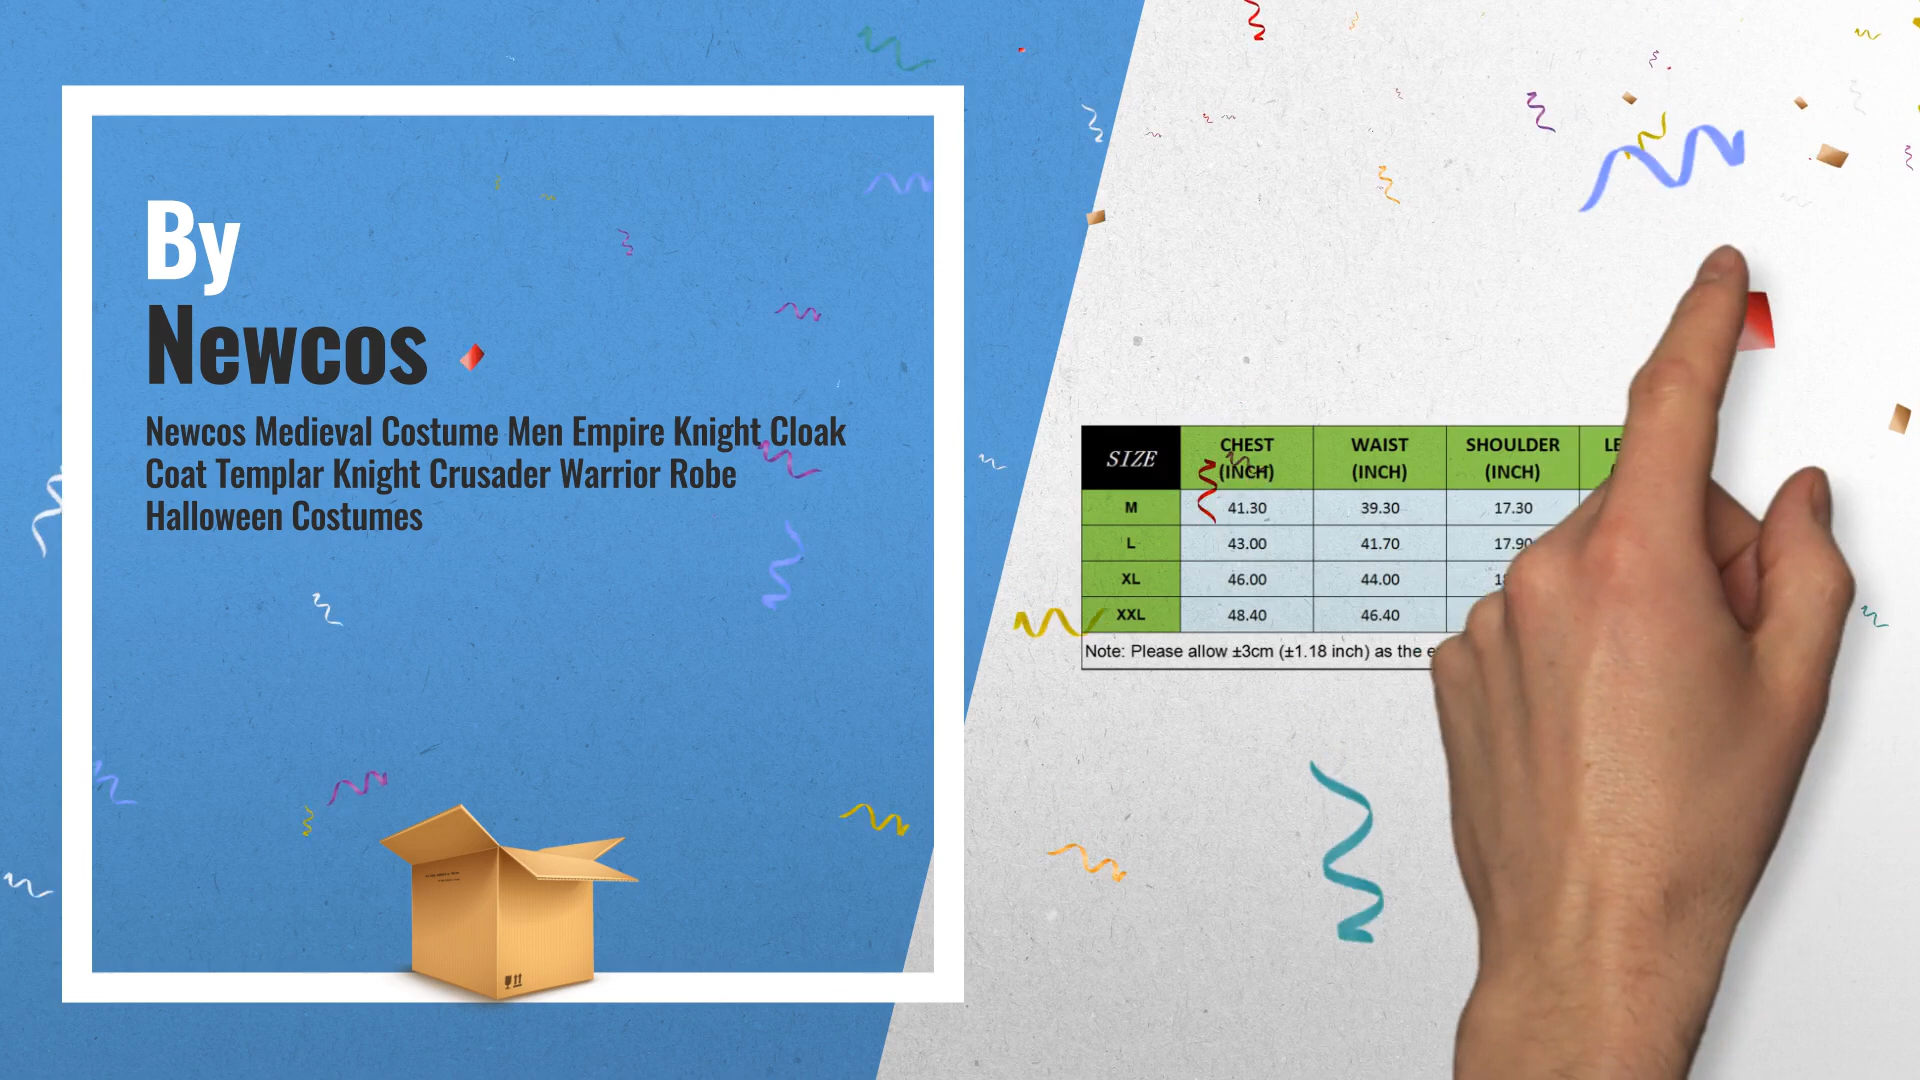 By
Newcos
Newcos Medieval Costume Men Empire Knight Cloak
Coat Templar Knight Crusader Warrior Robe
Halloween Costumes
SIZE CHEST (INCH) WAIST (INCH) SHOULDER (INCH)
M 41.30 39.30 17.30
L 43.00 41.70 17.90
XL 46.00 44.00
XXL 48.40 46.40
Note: Please allow ±3cm (±1.18 inch) as the